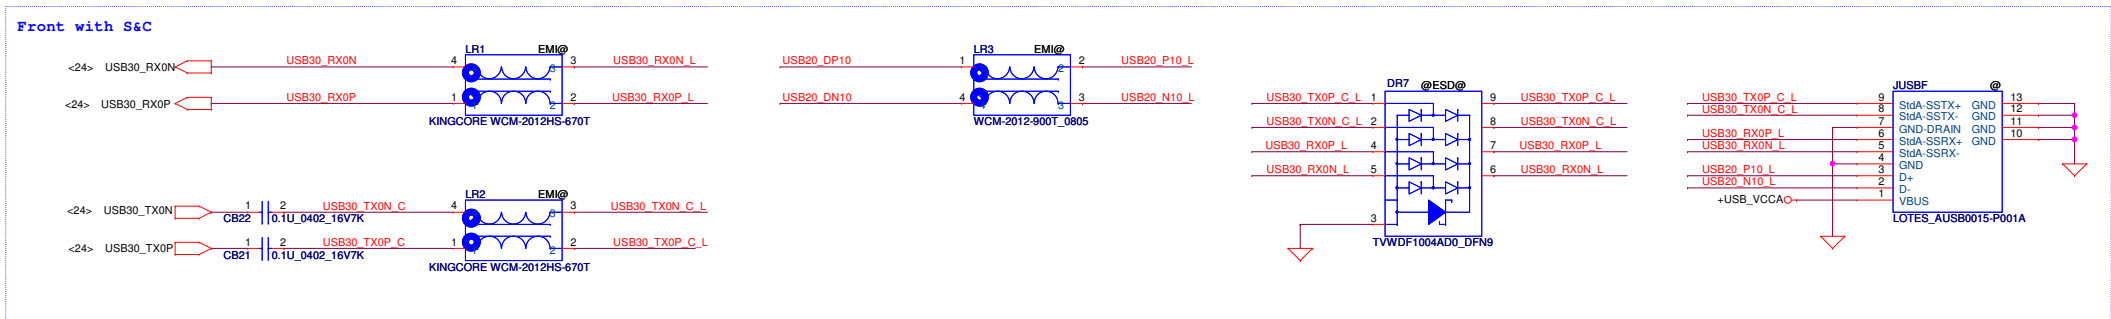 Front with S&C
LR1 EMI@
<24> USB30_RX0N USB30_RX0N 4 3 3 USB30_RX0N_L
<24> USB30_RX0P USB30_RX0P 1 2 2 USB30_RX0P_L
KINGCORE WCM-2012HS-670T
LR2 EMI@
<24> USB30_TX0N 1 2 USB30_TX0N_C 4 3 3 USB30_TX0N_C_L
CB22 0.1U_0402_16V7K
<24> USB30_TX0P 1 2 USB30_TX0P_C 1 2 2 USB30_TX0P_C_L
CB21 0.1U_0402_16V7K
KINGCORE WCM-2012HS-670T
LR3 EMI@
USB20_DP10 1 2 2 USB20_P10_L
USB20_DN10 4 3 3 USB20_N10_L
WCM-2012-900T_0805
DR7 @ESD@
USB30_TX0P_C_L 1 9 USB30_TX0P_C_L
USB30_TX0N_C_L 2 8 USB30_TX0N_C_L
USB30_RX0P_L 4 7 USB30_RX0P_L
USB30_RX0N_L 5 6 USB30_RX0N_L
3
TVWDF1004AD0_DFN9
JUSBF @
USB30_TX0P_C_L 9 StdA-SSTX+ GND 13
USB30_TX0N_C_L 8 StdA-SSTX- GND 12
7 GND-DRAIN GND 11
USB30_RX0P_L 6 StdA-SSRX+ GND 10
USB30_RX0N_L 5 StdA-SSRX-
4 GND
USB20_P10_L 3 D+
USB20_N10_L 2 D-
+USB_VCCA 1 VBUS
LOTES_AUSB0015-P001A